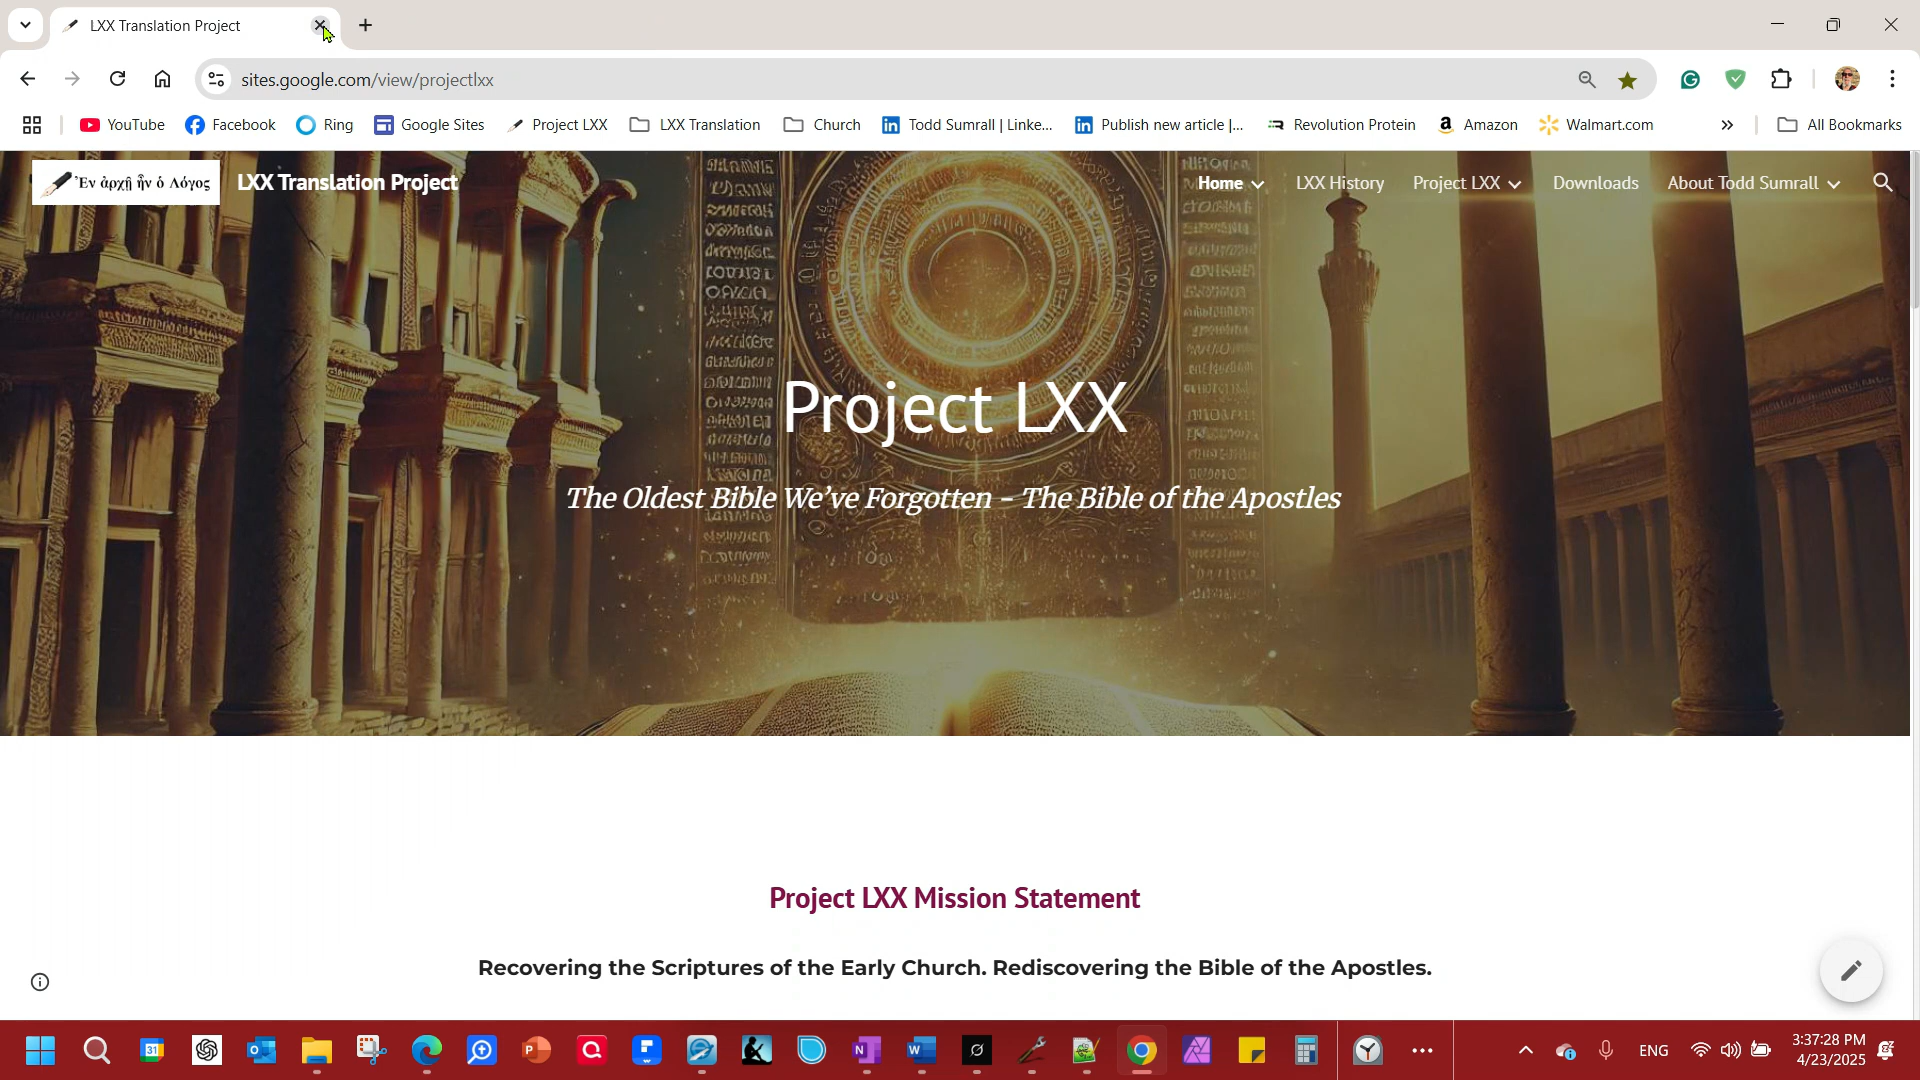 LXX Translation Project
sites.google.com/view/projectlxx
YouTube Facebook Ring Google Sites Project LXX LXX Translation Church Todd Sumrall | Linke... Publish new article |... Revolution Protein Amazon Walmart.com » All Bookmarks
Ἐν ἀρχῇ ἦν ὁ Λόγος LXX Translation Project Home LXX History Project LXX Downloads About Todd Sumrall
Project LXX
The Oldest Bible We’ve Forgotten - The Bible of the Apostles
Project LXX Mission Statement
Recovering the Scriptures of the Early Church. Rediscovering the Bible of the Apostles.
31
ENG
3:37:28 PM
4/23/2025